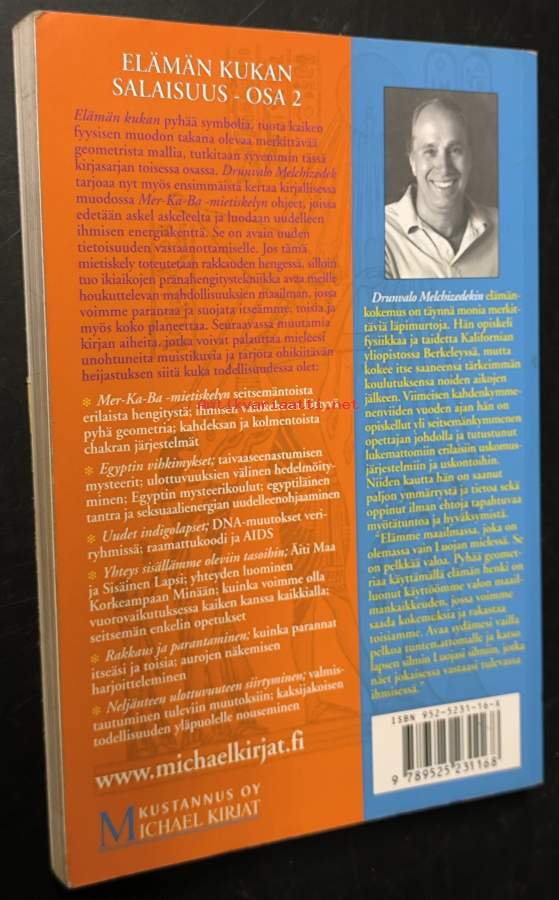 ELÄMÄN KUKAN
SALAISUUS - OSA 2
Elämän kukan pyhää symbolia, tuota kaiken
fyysisen muodon takana olevaa merkittävää
geometrista mallia, tutkitaan syvemmin tässä
kirjasarjan toisessa osassa. Drunvalo Melchizedek
tarjoaa nyt myös ensimmäistä kertaa kirjallisessa
muodossa Mer-Ka-Ba -mietiskelyn ohjeet, joissa
edetään askel askeleelta ja luodaan uudelleen
ihmisen energiakenttä. Se on avain uuden
tietoisuuden vastaanottamiselle. Jos tämä
mietiskely toteutetaan rakkauden hengessä, silloin
tuo ikiaikojen pranahengitystekniikka avaa meille
houkuttelevan mahdollisuuksien maailman, jossa
voimme parantaa ja suojata itseämme, toisia ja
myös koko planeettaa. Seuraavassa muutamia
kirjan aiheita, jotka voivat palauttaa mieleesi
unohtuneita muistikuvia ja tarjota ohikiitävän
heijastuksen siitä kuka todellisuudessa olet:
Mer-Ka-Ba -mietiskelyn seitsemäntoista
erilaista hengitystä; ihmisen kehoon liittyvä
pyhä geometria; kahdeksan ja kolmentoista
chakran järjestelmät
Egyptin vihkimykset; taivaaseenastumisen
mysteerit; ulottuvuuksien välinen hedelmöity-
minen; Egyptin mysteerikoulut; egyptiläinen
tantra ja seksuaalienergian uudelleenohjaaminen
Uudet indigolapset; DNA-muutokset veri-
ryhmissä; raamattukoodi ja AIDS
Yhteys sisällämme oleviin tasoihin; Äiti Maa
ja Sisäinen Lapsi; yhteyden luominen
Korkeampaan Minään; kuinka voimme olla
vuorovaikutuksessa kaiken kanssa kaikkialla;
seitsemän enkelin opetukset
Rakkaus ja parantaminen; kuinka parannat
itseäsi ja toisia; aurojen näkemisen
harjoitteleminen
Neljänteen ulottuvuuteen siirtyminen; valmis-
tautuminen tuleviin muutoksiin; kaksijakoisen
todellisuuden yläpuolelle nouseminen
www.michaelkirjat.fi
KUSTANNUS OY
MICHAEL KIRJAT
Drunvalo Melchizedekin elämän-
kokemus on täynnä monia merkit-
täviä läpimurtoja. Hän opiskeli
fysiikkaa ja taidetta Kalifornian
yliopistossa Berkeleyssä, mutta
kokee itse saaneensa tärkeimmän
koulutuksensa noiden aikojen
jälkeen. Viimeisen kahdenkymme-
nenviiden vuoden ajan hän on
opiskellut yli seitsemänkymmenen
opettajan johdolla ja tutustunut
lukemattomiin erilaisiin uskomus-
järjestelmiin ja uskontoihin.
Niiden kautta hän on saanut
paljon ymmärrystä ja tietoa sekä
oppinut ilman ehtoja tapahtuvaa
myötätuntoa ja hyväksymistä.
"Elämme maailmassa, joka on
olemassa vain Luojan mielessä. Se
on pelkkää valoa. Pyhää geomet-
riaa käyttämällä elämän henki on
luonut käyttöömme valon maail-
mankaikkeuden, jossa voimme
saada kokemuksia ja rakastaa
toisiamme. Avaa sydämesi vailla
pelkoa tuntemattomalle ja katso
lapsen silmin Luojasi silmiin, jotka
näet jokaisessa vastaasi tulevassa
ihmisessä."
ISBN 952-5231-16-X
9 789525 231168